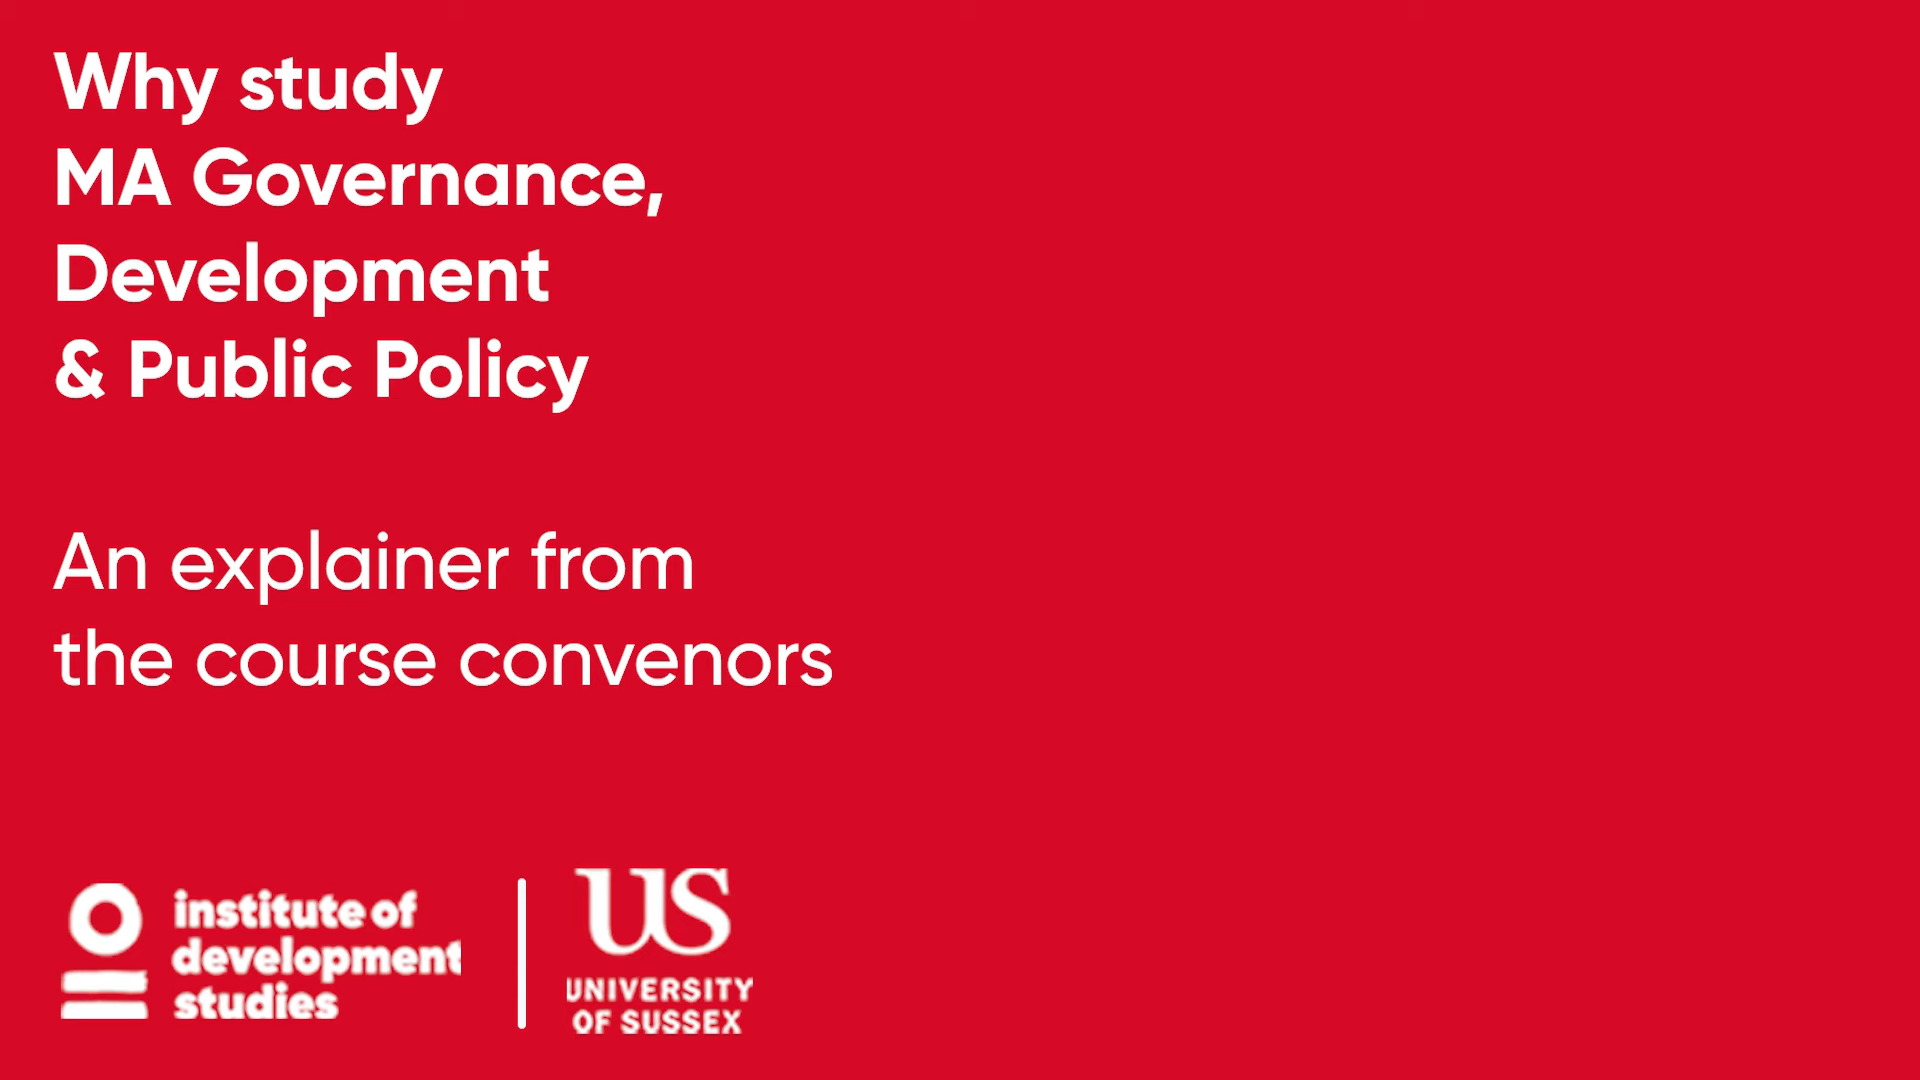 Why study
MA Governance,
Development
& Public Policy
An explainer from
the course convenors
institute of
development
studies
US
UNIVERSITY
OF SUSSEX